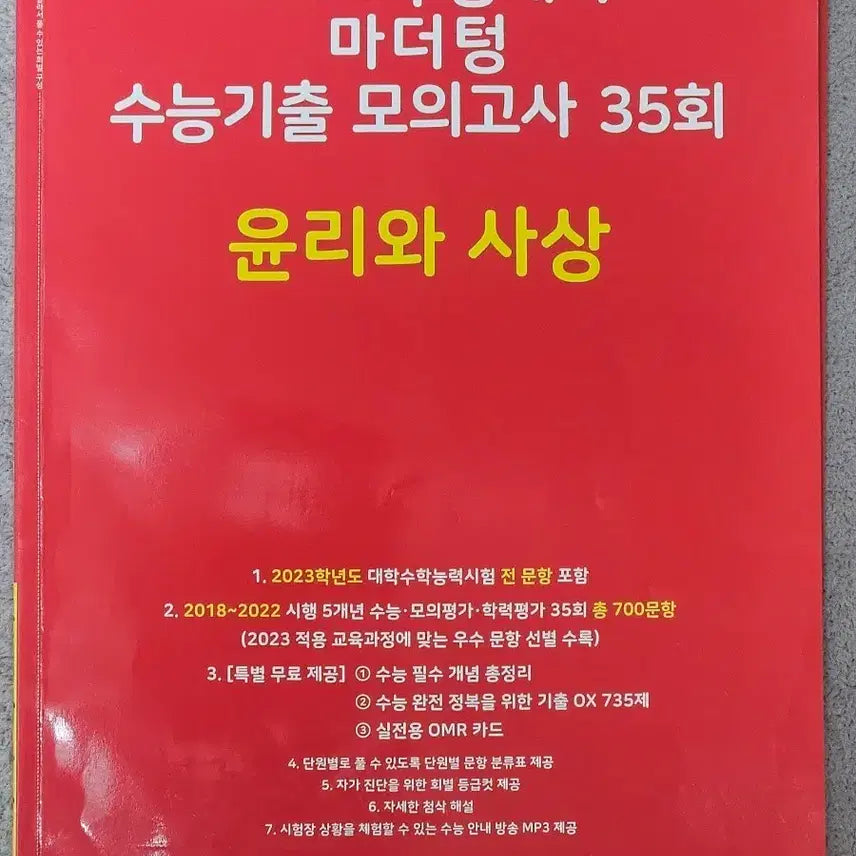 마더텅
수능기출 모의고사 35회
윤리와 사상
1. 2023학년도 대학수학능력시험 전 문항 포함
2. 2018~2022 시행 5개년 수능·모의평가·학력평가 35회 총 700문항
(2023 적용 교육과정에 맞는 우수 문항 선별 수록)
3. [특별 무료 제공] ① 수능 필수 개념 총정리
② 수능 완전 정복을 위한 기출 OX 735제
③ 실전용 OMR 카드
4. 단원별로 풀 수 있도록 단원별 문항 분류표 제공
5. 자가 진단을 위한 회별 등급컷 제공
6. 자세한 첨삭 해설
7. 시험장 상황을 체험할 수 있는 수능 안내 방송 MP3 제공